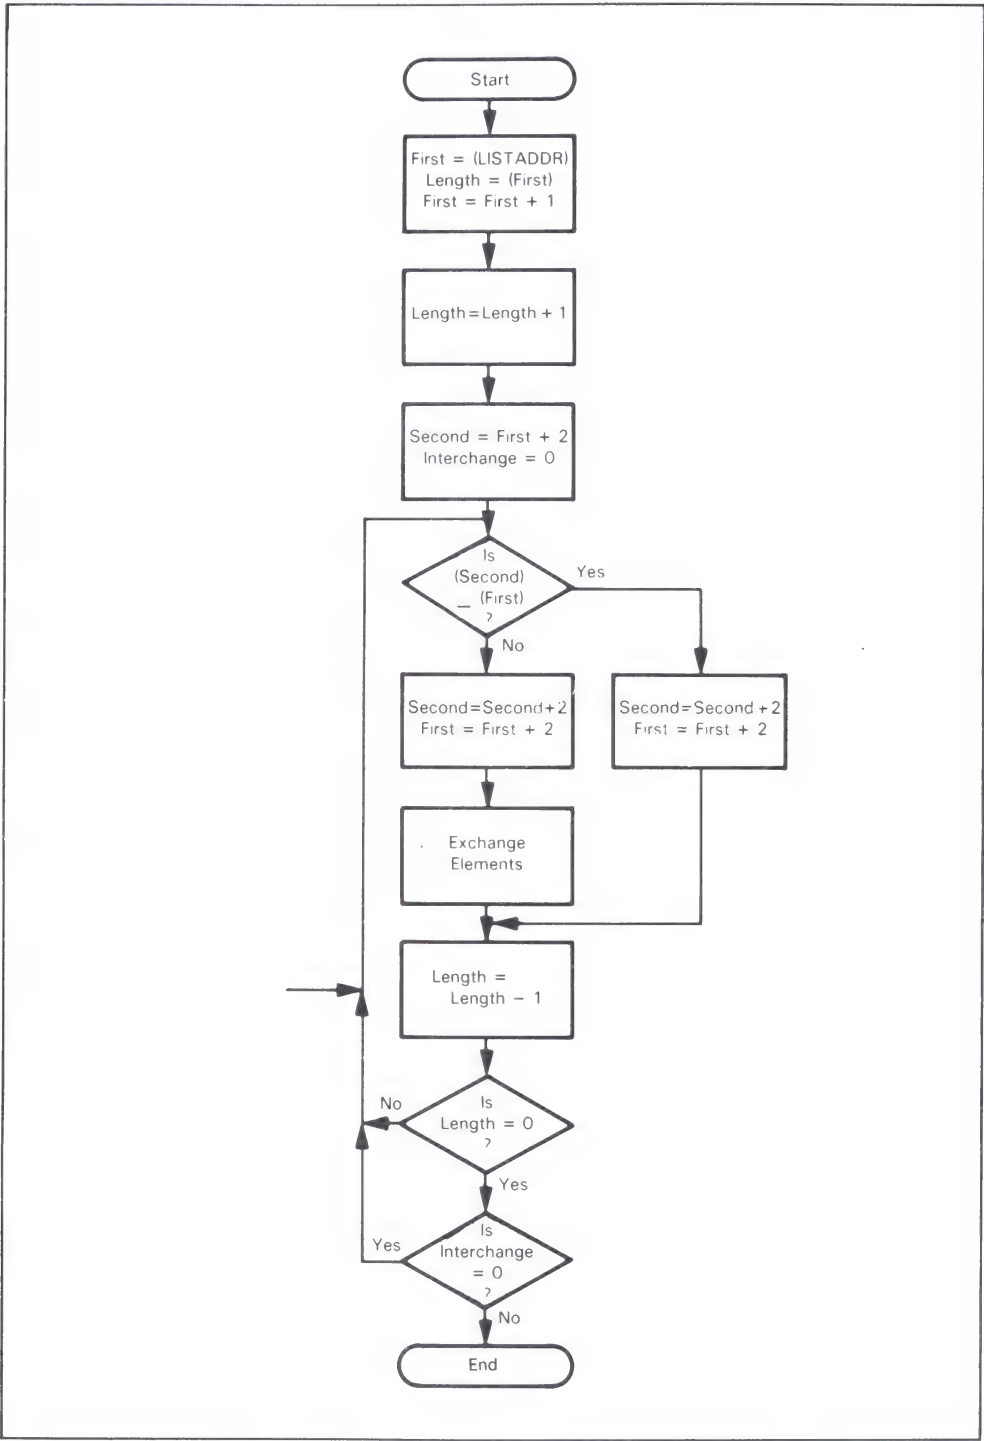 Start
First = (LISTADDR)
Length = (First)
First = First + 1
Length = Length + 1
Second = First + 2
Interchange = 0
Is
(Second)
_ (First)
?
Yes
No
Second = Second + 2
First = First + 2
Second = Second + 2
First = First + 2
Exchange
Elements
Length =
Length - 1
Is
Length = 0
?
No
Yes
Is
Interchange
= 0
?
Yes
No
End